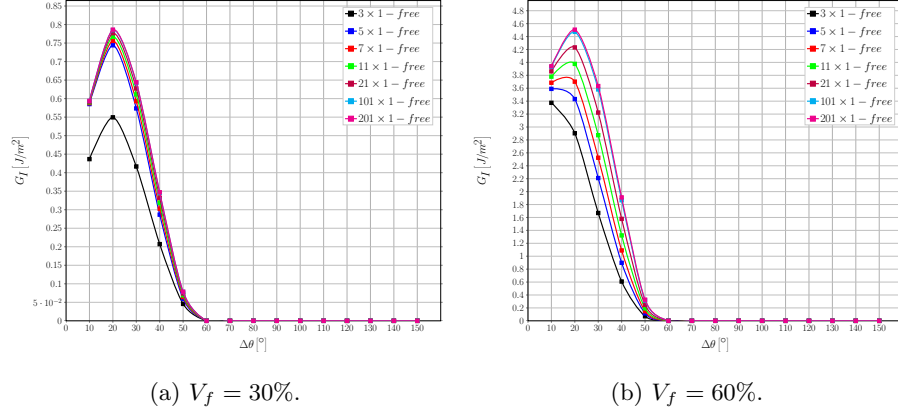 0.85
0.8
0.75
0.7
0.65
0.6
0.55
0.5
0.45
0.4
0.35
0.3
0.25
0.2
0.15
0.1
5 · 10⁻²
0
G_I [J/m²]
0 10 20 30 40 50 60 70 80 90 100 110 120 130 140 150
Δθ [°]
3 × 1 − free
5 × 1 − free
7 × 1 − free
11 × 1 − free
21 × 1 − free
101 × 1 − free
201 × 1 − free
(a) V_f = 30%.
4.8
4.6
4.4
4.2
4
3.8
3.6
3.4
3.2
3
2.8
2.6
2.4
2.2
2
1.8
1.6
1.4
1.2
1
0.8
0.6
0.4
0.2
0
G_I [J/m²]
0 10 20 30 40 50 60 70 80 90 100 110 120 130 140 150
Δθ [°]
3 × 1 − free
5 × 1 − free
7 × 1 − free
11 × 1 − free
21 × 1 − free
101 × 1 − free
201 × 1 − free
(b) V_f = 60%.